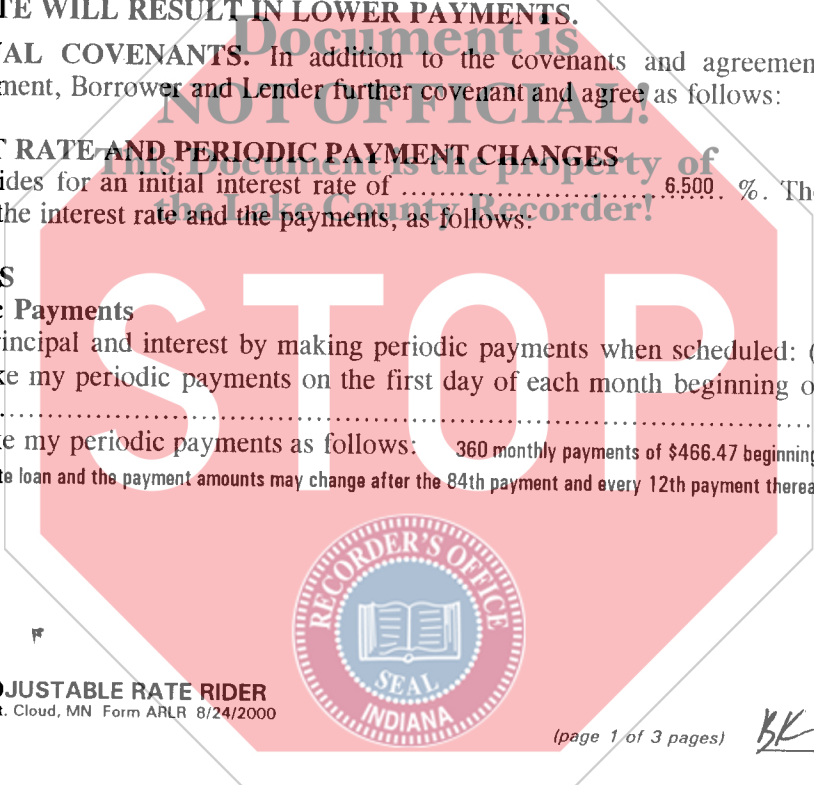 TE WILL RESULT IN LOWER PAYMENTS.
Document is
AL COVENANTS. In addition to the covenants and agreemen
ment, Borrower and Lender further covenant and agree as follows:
NOT OFFICIAL!
T RATE AND PERIODIC PAYMENT CHANGES
This Document is the property of
ides for an initial interest rate of ........................................6.500.. %. The
the Lake County Recorder!
the interest rate and the payments, as follows:
S
c Payments
STOP
rincipal and interest by making periodic payments when scheduled: (
ke my periodic payments on the first day of each month beginning o
e my periodic payments as follows: 360 monthly payments of $466.47 beginning
te loan and the payment amounts may change after the 84th payment and every 12th payment therea
RECORDER'S OFFICE
SEAL
INDIANA
DJUSTABLE RATE RIDER
t. Cloud, MN Form ARLR 8/24/2000
(page 1 of 3 pages) BK